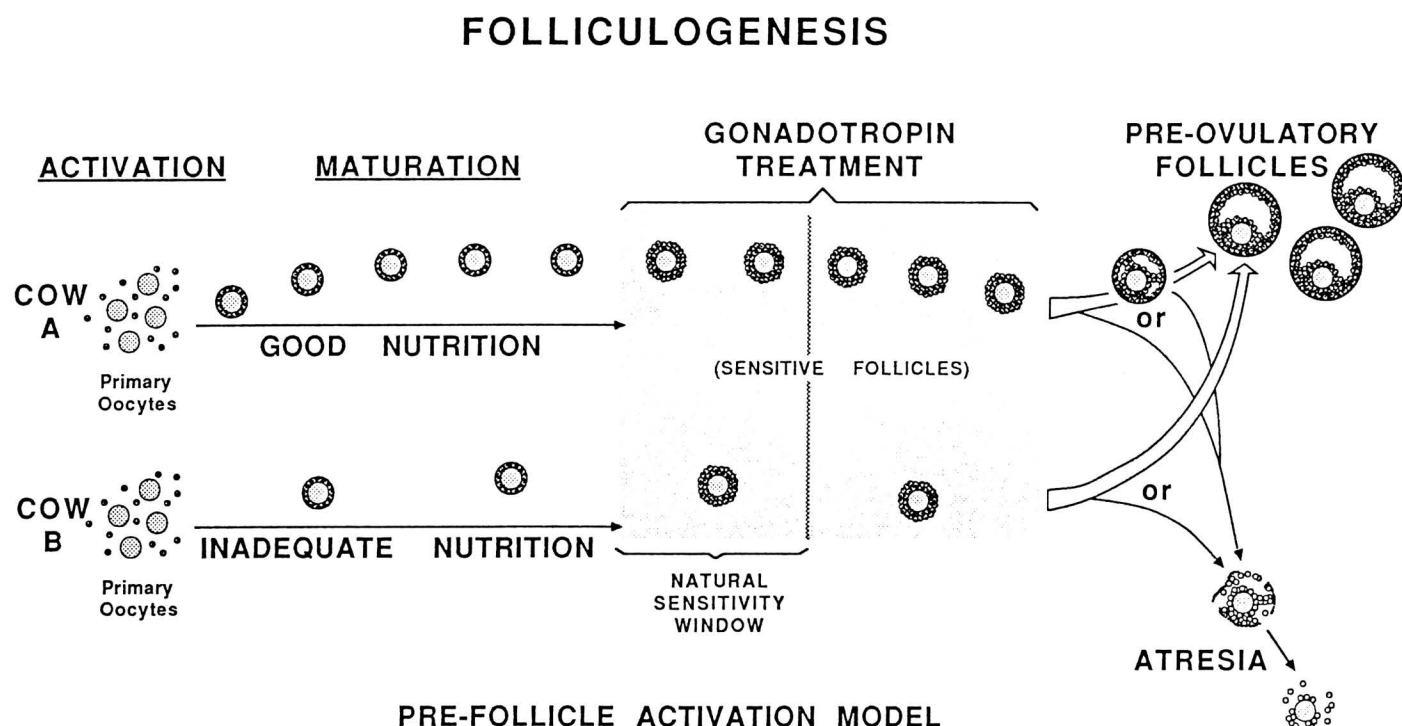 FOLLICULOGENESIS
ACTIVATION
MATURATION
GONADOTROPIN
TREATMENT
PRE-OVULATORY
FOLLICLES
COW
A
Primary
Oocytes
GOOD NUTRITION
(SENSITIVE FOLLICLES)
or
COW
B
Primary
Oocytes
INADEQUATE NUTRITION
NATURAL
SENSITIVITY
WINDOW
or
ATRESIA
PRE-FOLLICLE ACTIVATION MODEL